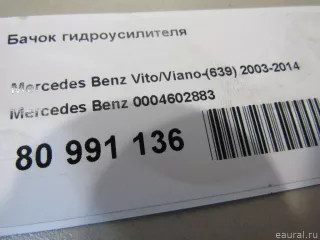 Бачок гидроусилителя
Mercedes Benz Vito/Viano-(639) 2003-2014
Mercedes Benz 0004602883
80 991 136
eaural.ru